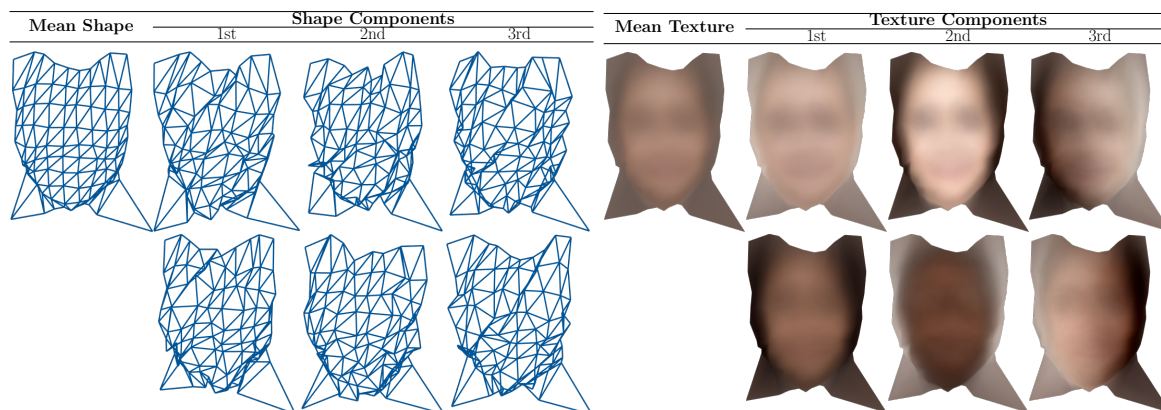 Mean Shape
Shape Components
1st 2nd 3rd
Mean Texture
Texture Components
1st 2nd 3rd